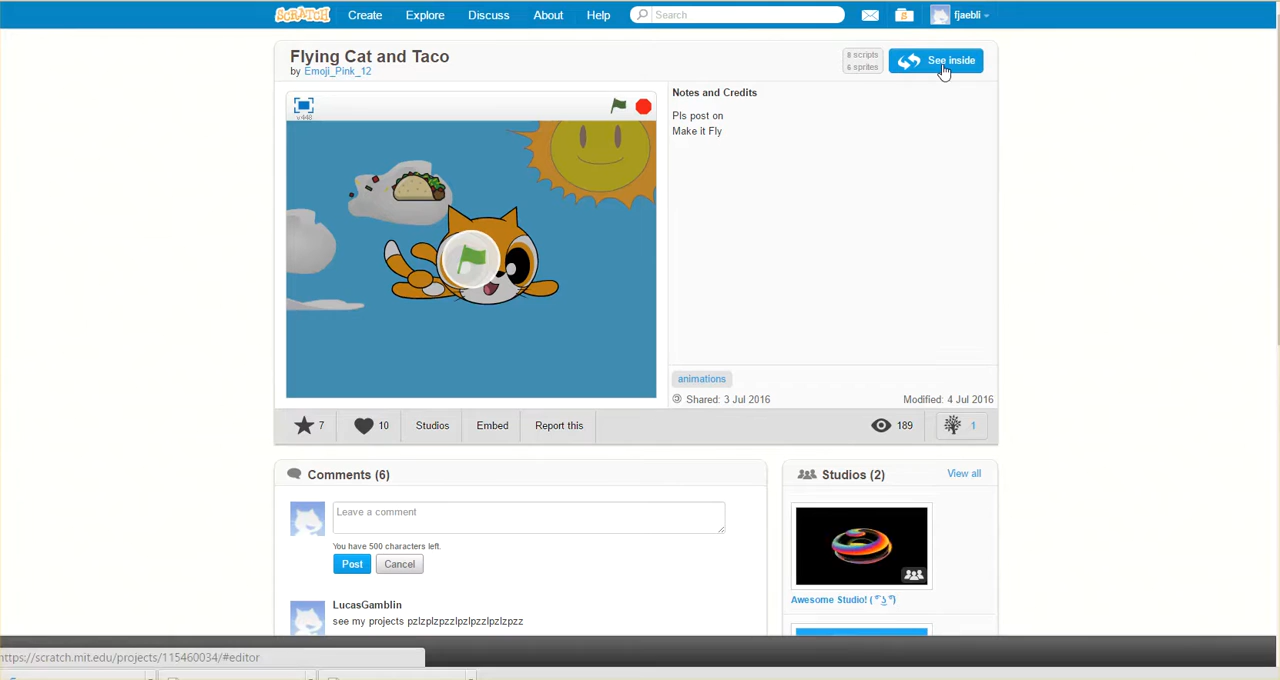 SCRATCH Create Explore Discuss About Help Search fjaebli
Flying Cat and Taco
by Emoji_Pink_12
8 scripts
6 sprites
See inside
v448
Notes and Credits
Pls post on
Make it Fly
animations
Shared: 3 Jul 2016 Modified: 4 Jul 2016
7 10 Studios Embed Report this 189 1
Comments (6)
Leave a comment
You have 500 characters left.
Post Cancel
LucasGamblin
see my projects pzlzplzpzzlpzlpzzlpzlzpzz
Studios (2) View all
Awesome Studio! ( ͡° ͜ʖ ͡°)
https://scratch.mit.edu/projects/115460034/#editor